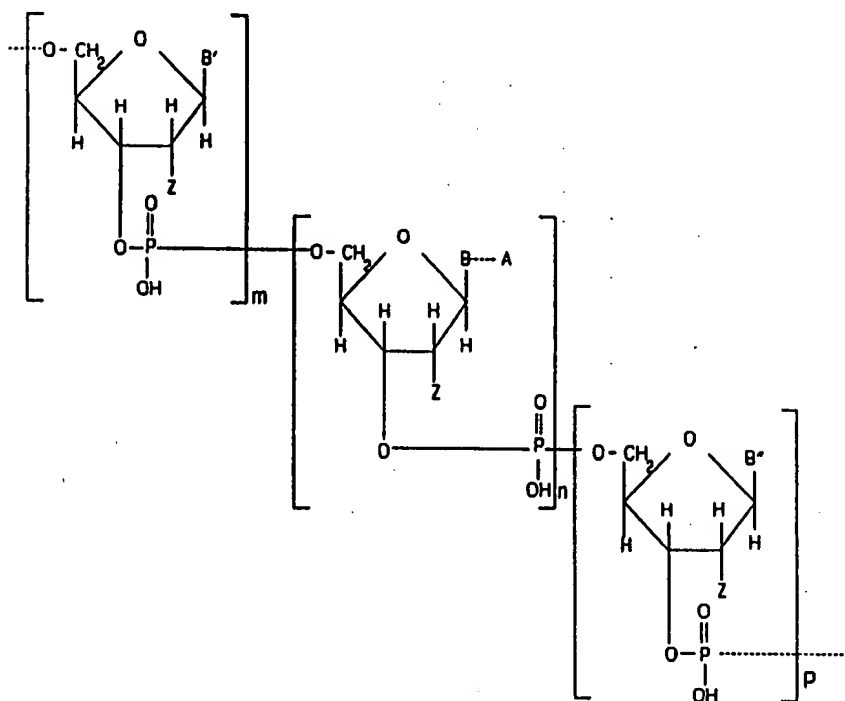 O-CH2 O B'
H H H H
Z
O
O-P
OH m
O-CH2 O B----A
H H H H
Z
O
O P
OH n
O-CH2 O B"
H H H H
Z
O
O-P
OH p